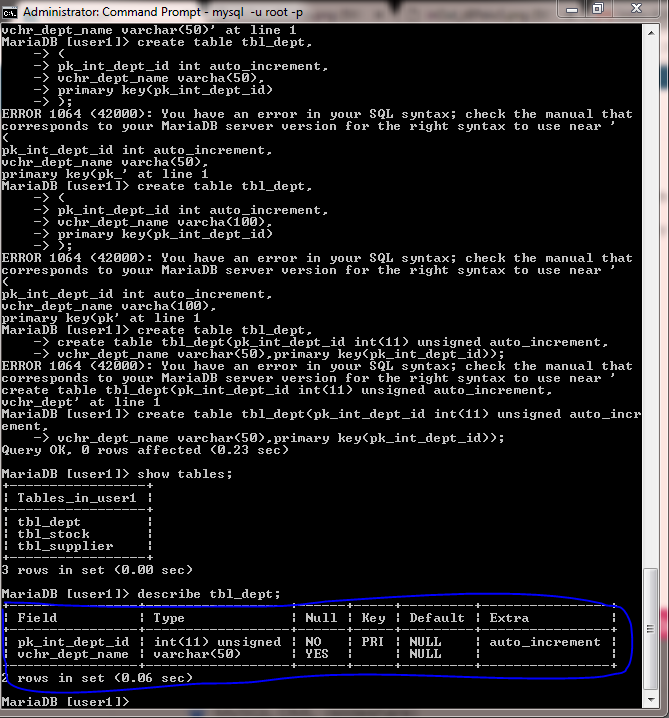 Administrator: Command Prompt - mysql  -u root -p
vchr_dept_name varchar(50)' at line 1
MariaDB [user1]> create table tbl_dept,
    -> (
    -> pk_int_dept_id int auto_increment,
    -> vchr_dept_name varcha(50),
    -> primary key(pk_int_dept_id)
    -> );
ERROR 1064 (42000): You have an error in your SQL syntax; check the manual that
corresponds to your MariaDB server version for the right syntax to use near '
(
pk_int_dept_id int auto_increment,
vchr_dept_name varcha(50),
primary key(pk_' at line 1
MariaDB [user1]> create table tbl_dept,
    -> (
    -> pk_int_dept_id int auto_increment,
    -> vchr_dept_name varcha(100),
    -> primary key(pk_int_dept_id)
    -> );
ERROR 1064 (42000): You have an error in your SQL syntax; check the manual that
corresponds to your MariaDB server version for the right syntax to use near '
(
pk_int_dept_id int auto_increment,
vchr_dept_name varcha(100),
primary key(pk' at line 1
MariaDB [user1]> create table tbl_dept,
    -> create table tbl_dept(pk_int_dept_id int(11) unsigned auto_increment,
    -> vchr_dept_name varchar(50),primary key(pk_int_dept_id));
ERROR 1064 (42000): You have an error in your SQL syntax; check the manual that
corresponds to your MariaDB server version for the right syntax to use near '
create table tbl_dept(pk_int_dept_id int(11) unsigned auto_increment,
vchr_dept' at line 1
MariaDB [user1]> create table tbl_dept(pk_int_dept_id int(11) unsigned auto_incr
ement,
    -> vchr_dept_name varchar(50),primary key(pk_int_dept_id));
Query OK, 0 rows affected (0.23 sec)
MariaDB [user1]> show tables;
+-----------------+
| Tables_in_user1 |
+-----------------+
| tbl_dept        |
| tbl_stock       |
| tbl_supplier    |
+-----------------+
3 rows in set (0.00 sec)
MariaDB [user1]> describe tbl_dept;
+----------------+------------------+------+-----+---------+----------------+
| Field          | Type             | Null | Key | Default | Extra          |
+----------------+------------------+------+-----+---------+----------------+
| pk_int_dept_id | int(11) unsigned | NO   | PRI | NULL    | auto_increment |
| vchr_dept_name | varchar(50)      | YES  |     | NULL    |                |
+----------------+------------------+------+-----+---------+----------------+
2 rows in set (0.06 sec)
MariaDB [user1]>